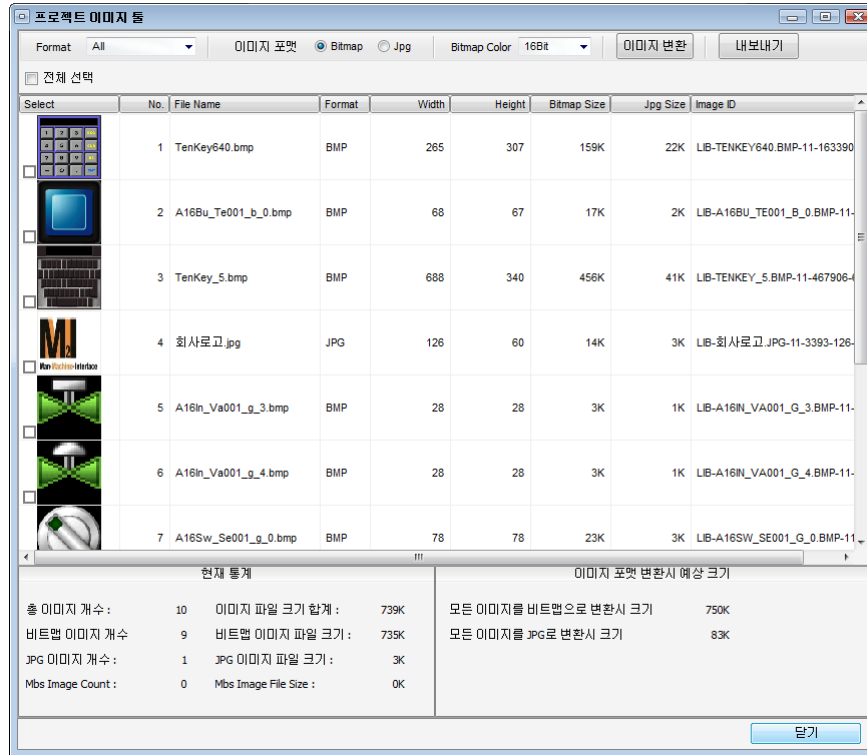 프로젝트 이미지 툴
Format All 이미지 포맷 Bitmap Jpg Bitmap Color 16Bit 이미지 변환 내보내기
전체 선택
Select No. File Name Format Width Height Bitmap Size Jpg Size Image ID
1 TenKey640.bmp BMP 265 307 159K 22K LIB-TENKEY640.BMP-11-163390
2 A16Bu_Te001_b_0.bmp BMP 68 67 17K 2K LIB-A16BU_TE001_B_0.BMP-11-
3 TenKey_5.bmp BMP 688 340 456K 41K LIB-TENKEY_5.BMP-11-467906-
Man-Machine-Interface
4 회사로고.jpg JPG 126 60 14K 3K LIB-회사로고.JPG-11-3393-126-
5 A16In_Va001_g_3.bmp BMP 28 28 3K 1K LIB-A16IN_VA001_G_3.BMP-11-
6 A16In_Va001_g_4.bmp BMP 28 28 3K 1K LIB-A16IN_VA001_G_4.BMP-11-
7 A16Sw_Se001_g_0.bmp BMP 78 78 23K 3K LIB-A16SW_SE001_G_0.BMP-11
현재 통계 이미지 포맷 변환시 예상 크기
총 이미지 개수 : 10 이미지 파일 크기 합계 : 739K 모든 이미지를 비트맵으로 변환시 크기 750K
비트맵 이미지 개수 9 비트맵 이미지 파일 크기 : 735K 모든 이미지를 JPG로 변환시 크기 83K
JPG 이미지 개수 : 1 JPG 이미지 파일 크기 : 3K
Mbs Image Count : 0 Mbs Image File Size : 0K
닫기